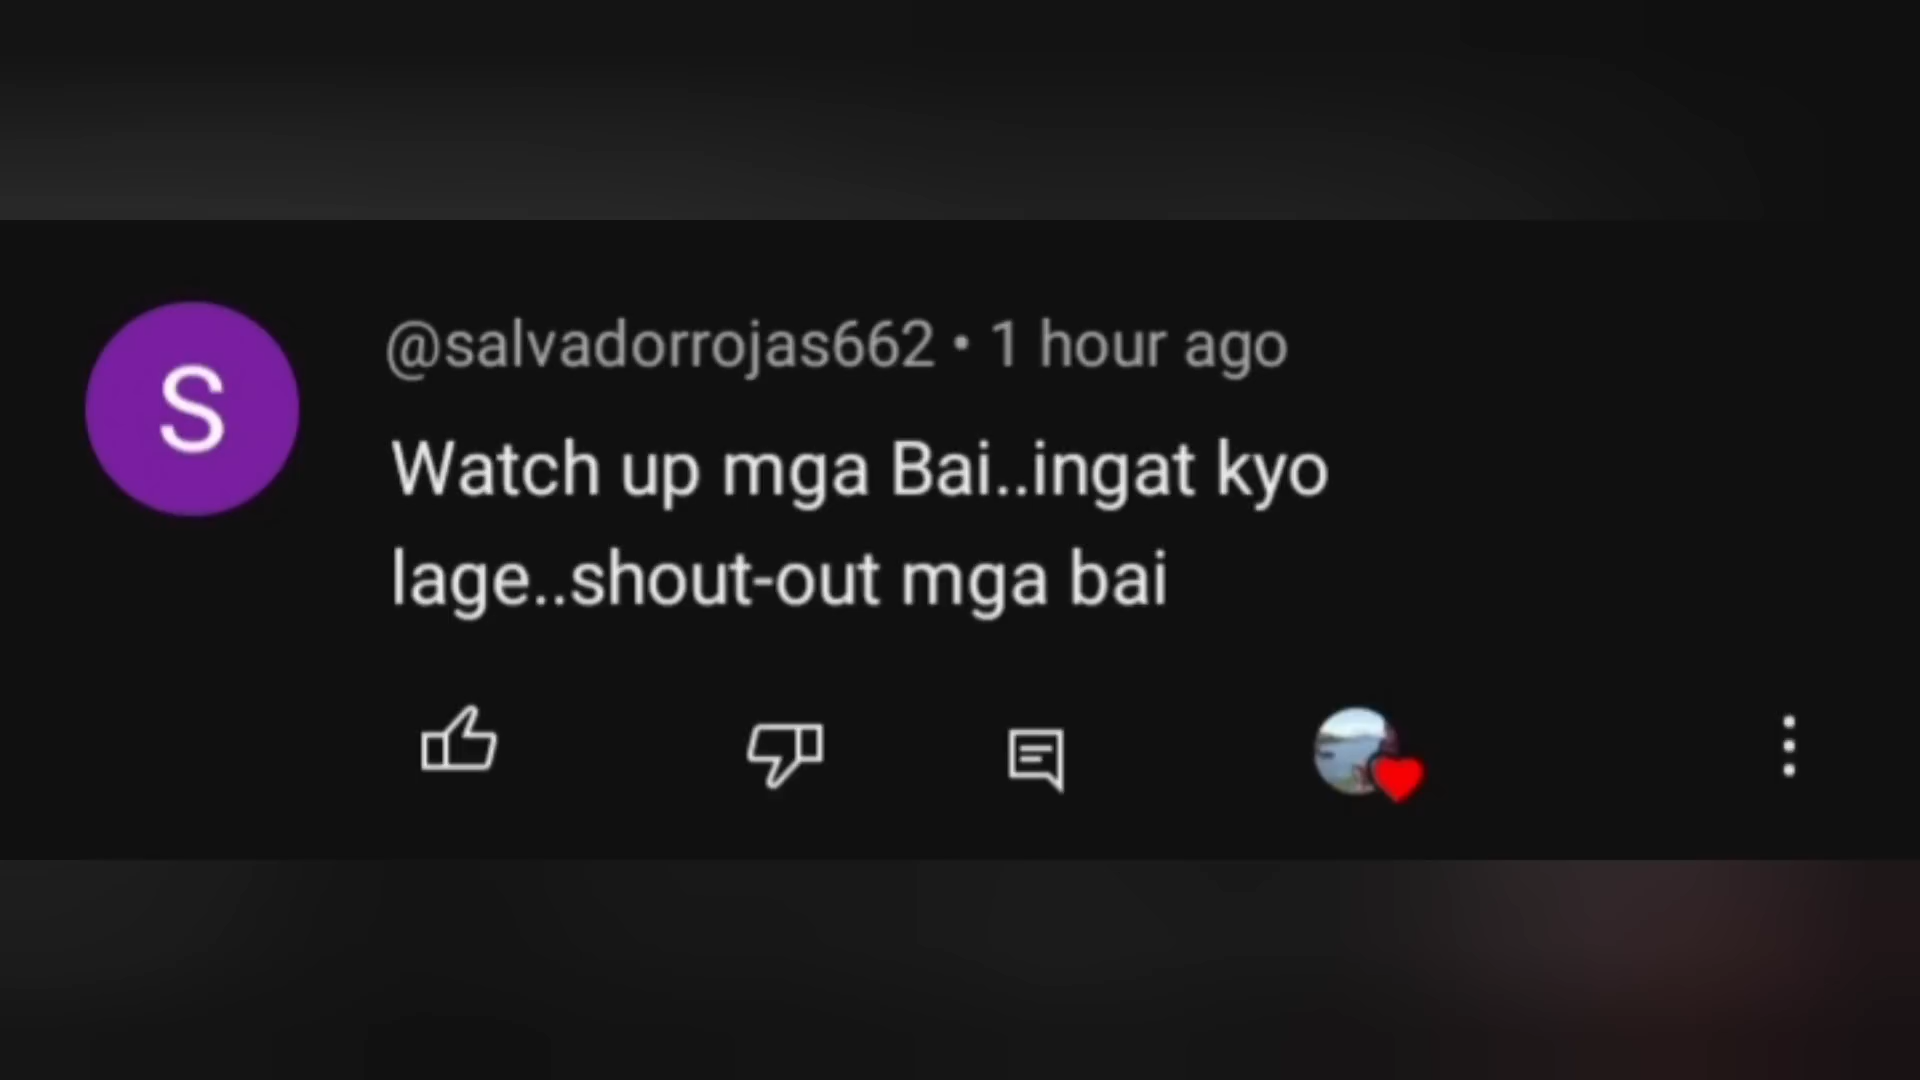 S
@salvadorrojas662 • 1 hour ago
Watch up mga Bai..ingat kyo
lage..shout-out mga bai